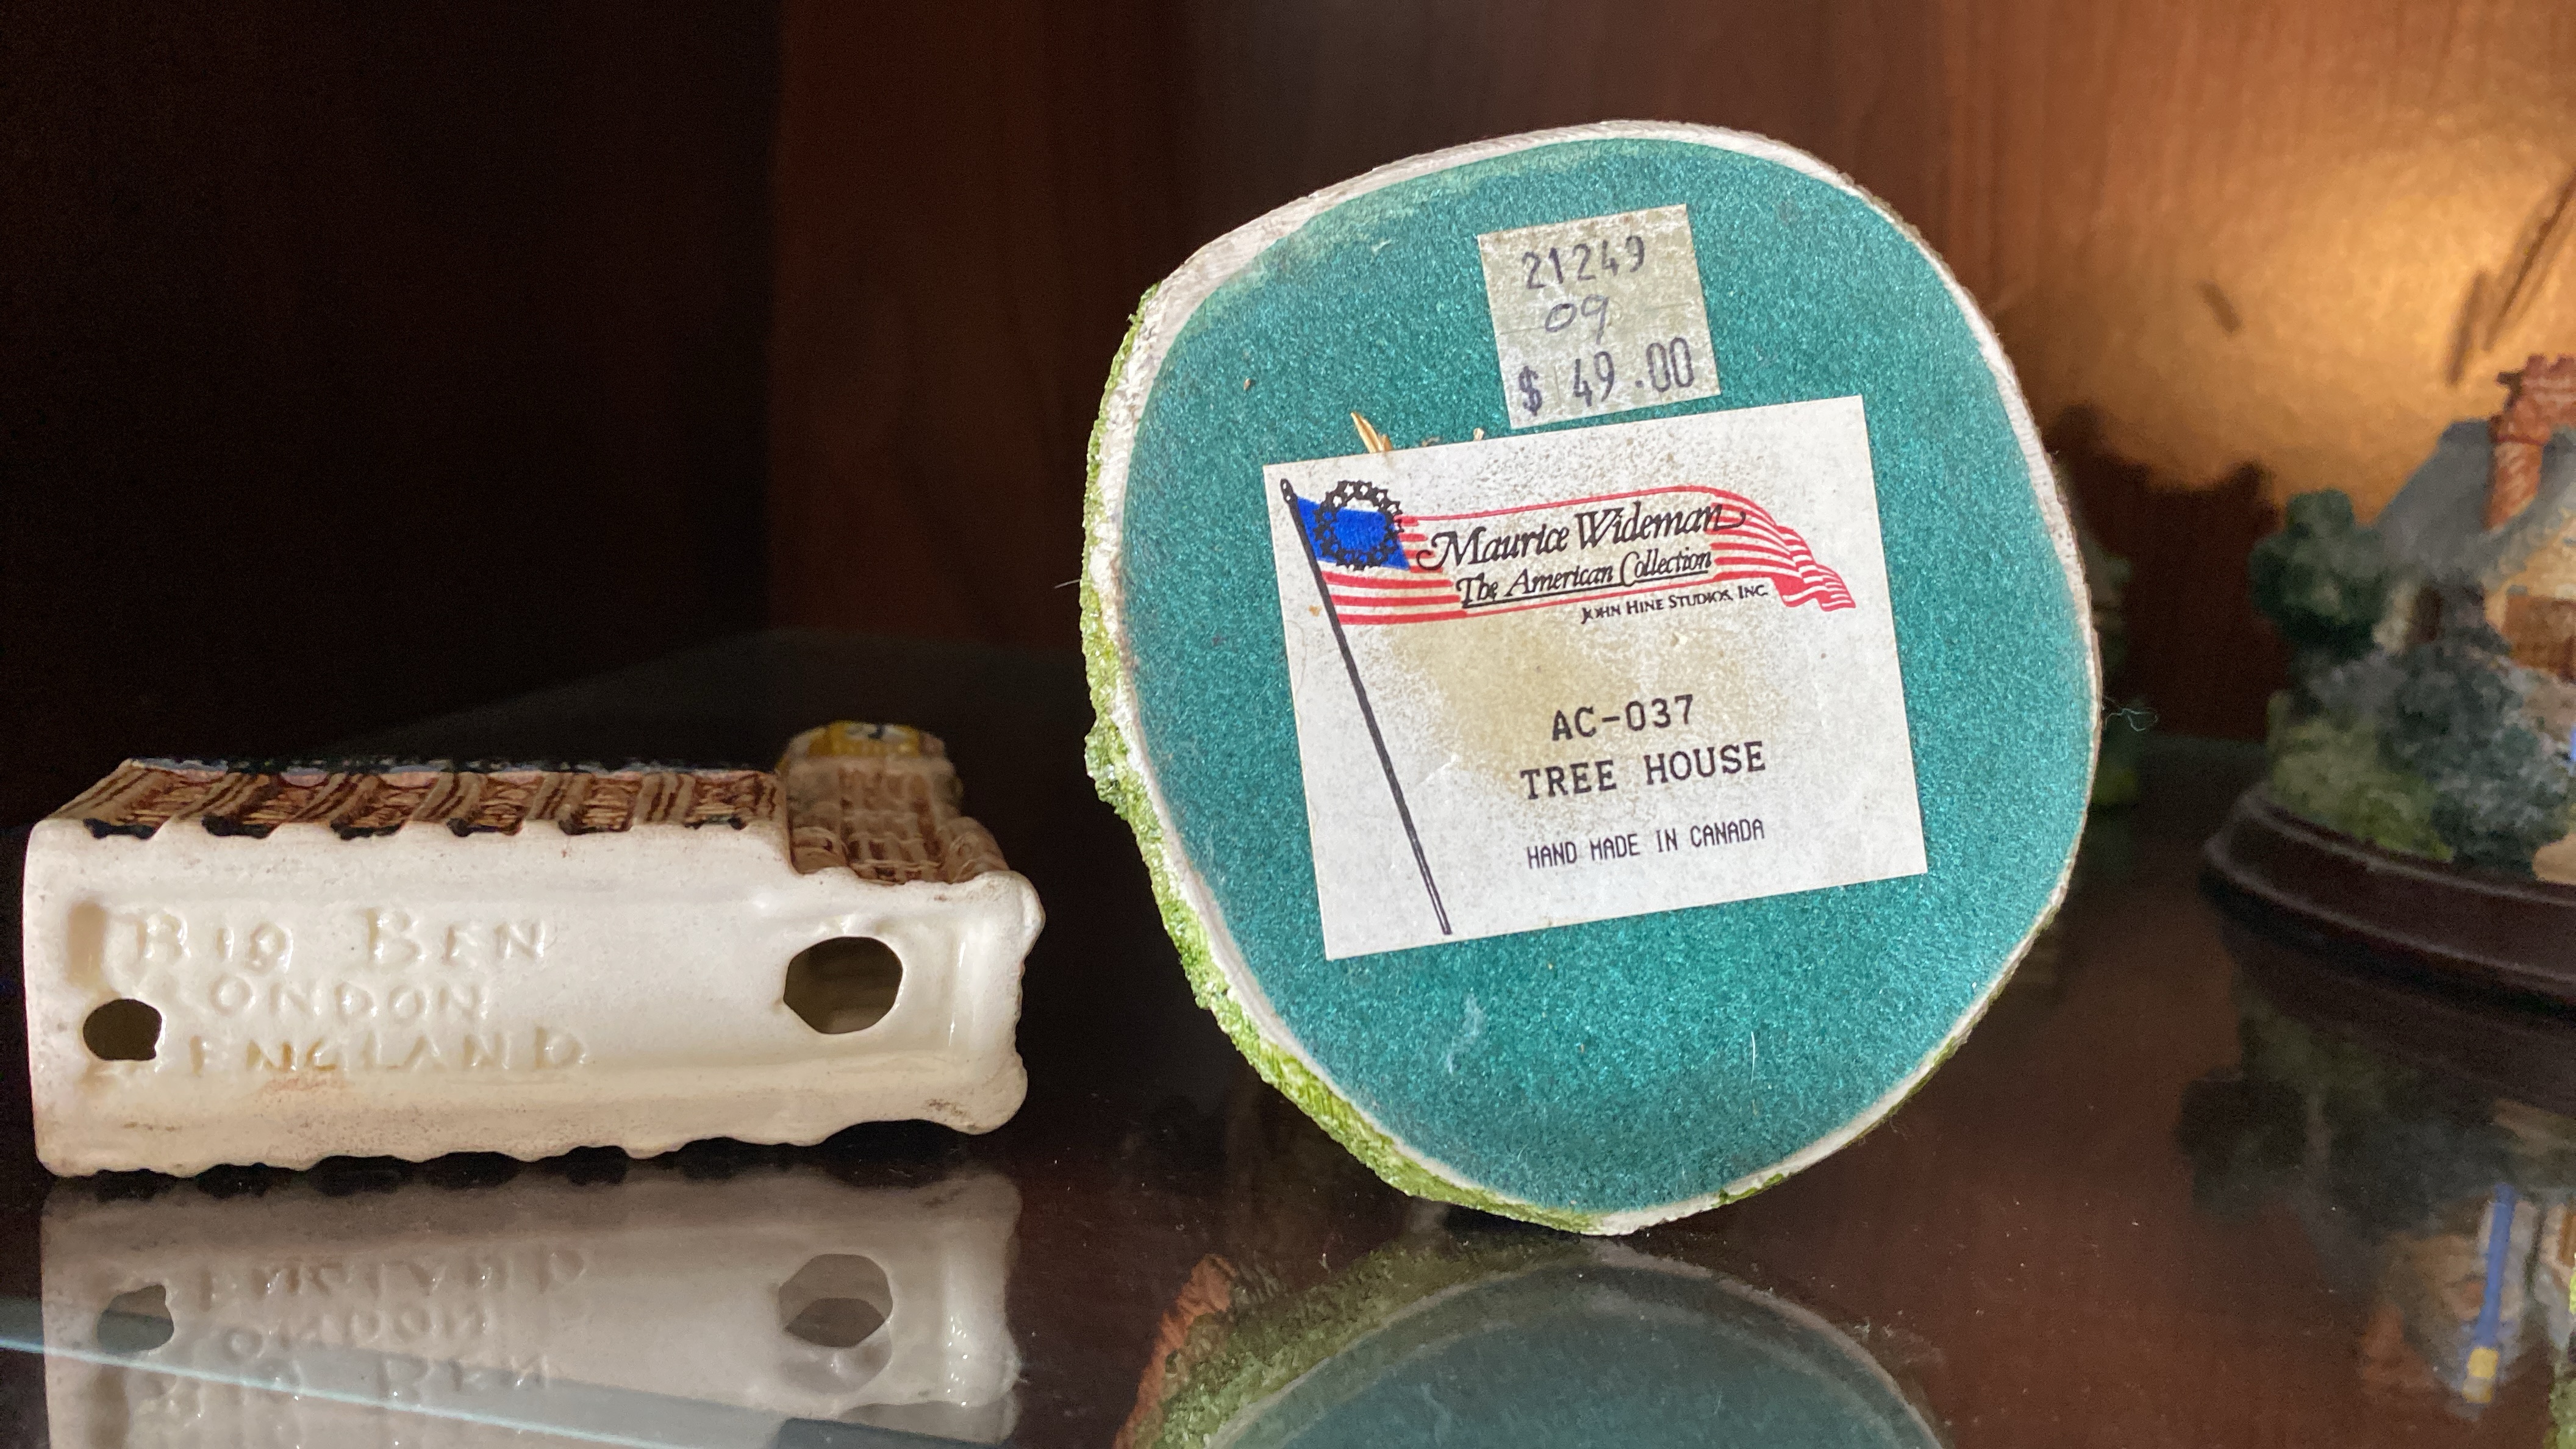 BIG BEN
LONDON
ENGLAND
21249
09
$ 49.00
Maurice Wideman
The American Collection
JOHN HINE STUDIOS, INC.
AC-037
TREE HOUSE
HAND MADE IN CANADA